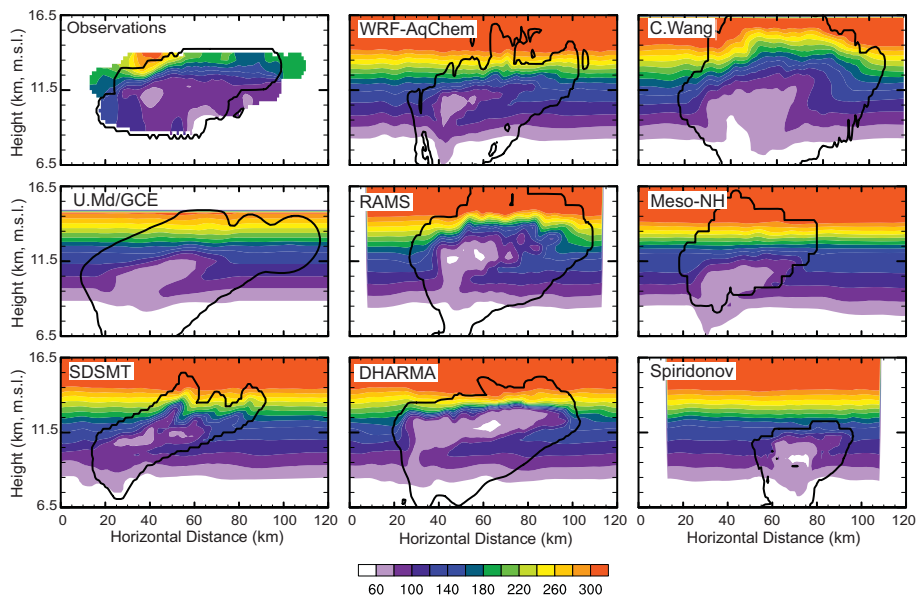 Observations
WRF-AqChem
C.Wang
16.5
11.5
6.5
Height (km, m.s.l.)
U.Md/GCE
RAMS
Meso-NH
16.5
11.5
6.5
Height (km, m.s.l.)
SDSMT
DHARMA
Spiridonov
16.5
11.5
6.5
Height (km, m.s.l.)
0 20 40 60 80 100 120
0 20 40 60 80 100 120
0 20 40 60 80 100 120
Horizontal Distance (km)
Horizontal Distance (km)
Horizontal Distance (km)
60 100 140 180 220 260 300